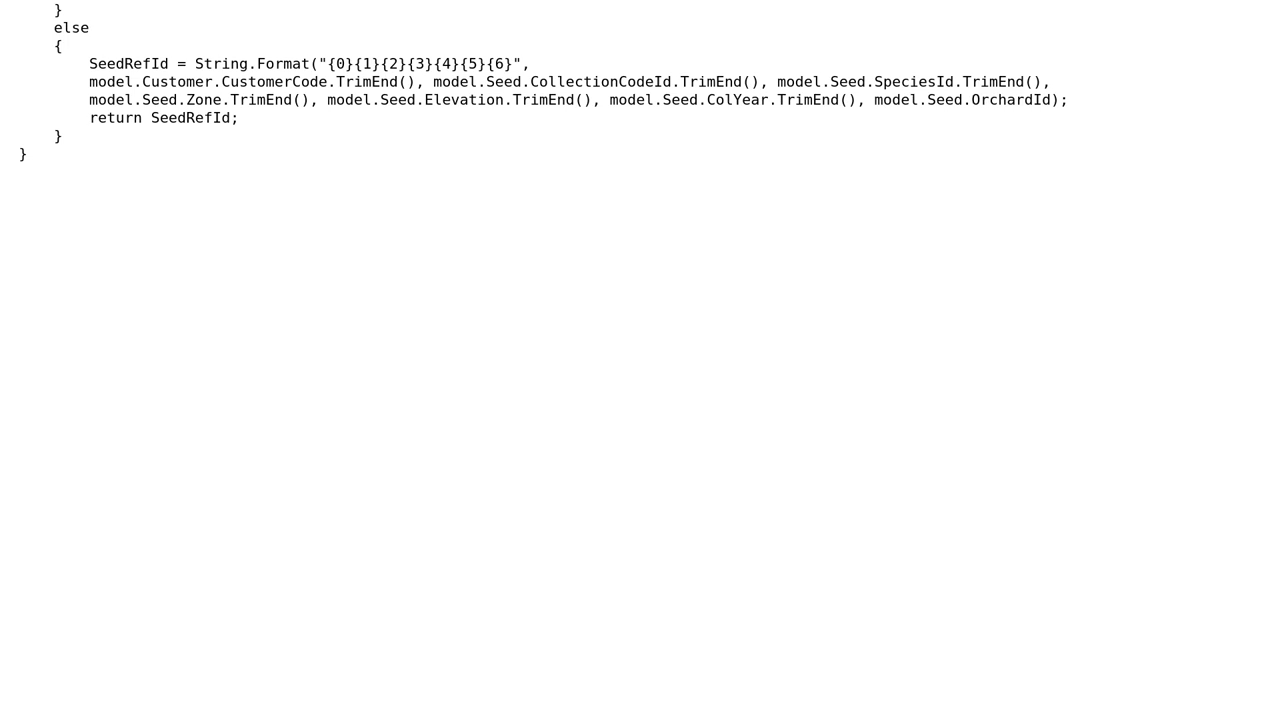 }
    else
    {
        SeedRefId = String.Format("{0}{1}{2}{3}{4}{5}{6}",
        model.Customer.CustomerCode.TrimEnd(), model.Seed.CollectionCodeId.TrimEnd(), model.Seed.SpeciesId.TrimEnd(),
        model.Seed.Zone.TrimEnd(), model.Seed.Elevation.TrimEnd(), model.Seed.ColYear.TrimEnd(), model.Seed.OrchardId);
        return SeedRefId;
    }
}